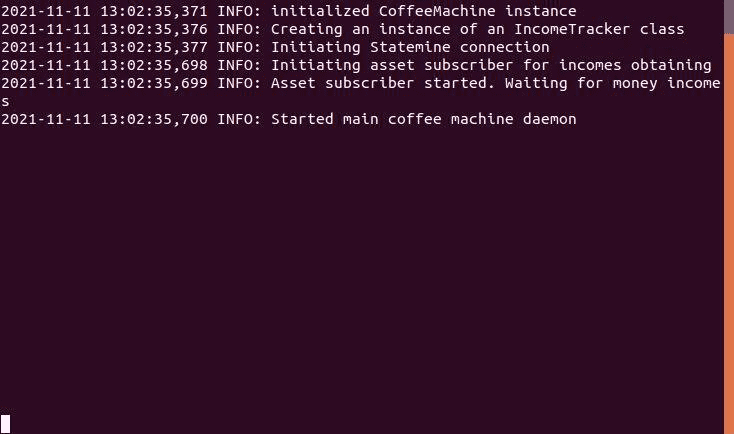 2021-11-11 13:02:35,371 INFO: initialized CoffeeMachine instance
2021-11-11 13:02:35,376 INFO: Creating an instance of an IncomeTracker class
2021-11-11 13:02:35,377 INFO: Initiating Statemine connection
2021-11-11 13:02:35,698 INFO: Initiating asset subscriber for incomes obtaining
2021-11-11 13:02:35,699 INFO: Asset subscriber started. Waiting for money income
s
2021-11-11 13:02:35,700 INFO: Started main coffee machine daemon